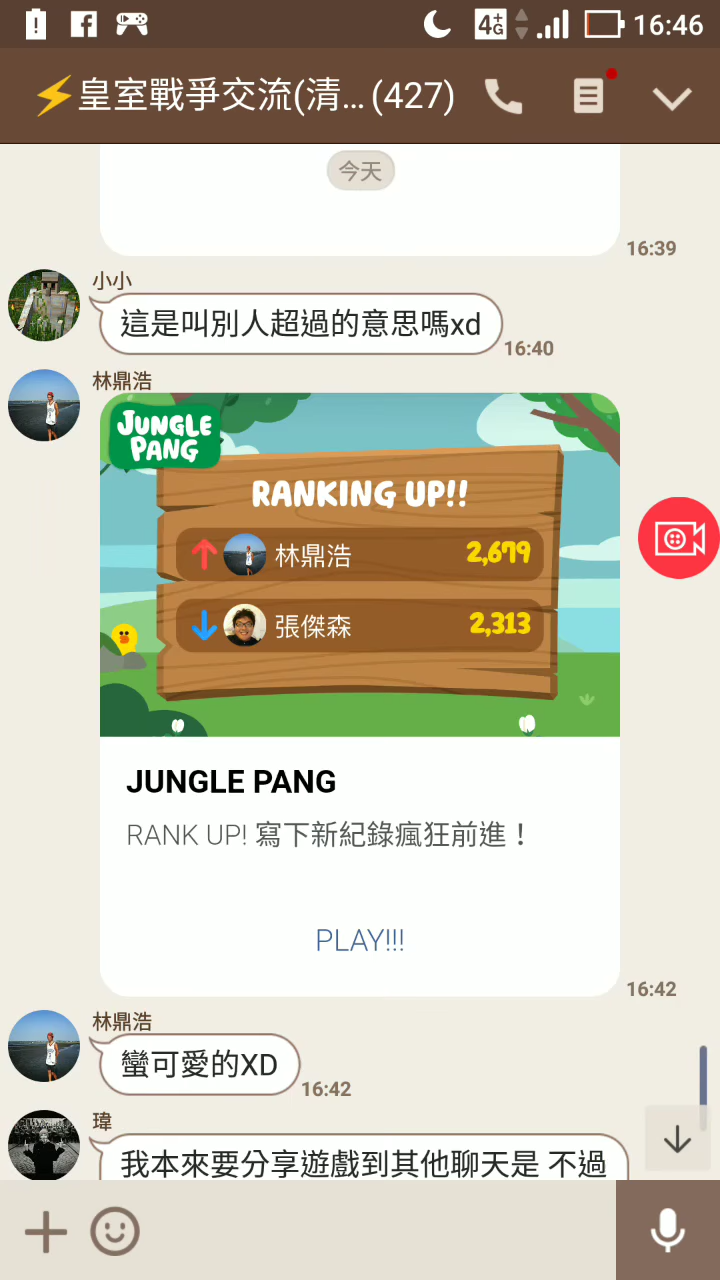 4G+ 16:46
⚡皇室戰爭交流(清...(427)
今天
16:39
小小
這是叫別人超過的意思嗎xd
16:40
林鼎浩
JUNGLE
PANG
RANKING UP!!
林鼎浩 2,679
張傑森 2,313
JUNGLE PANG
RANK UP! 寫下新紀錄瘋狂前進！
PLAY!!!
16:42
林鼎浩
蠻可愛的XD
16:42
瑋
我本來要分享遊戲到其他聊天是 不過